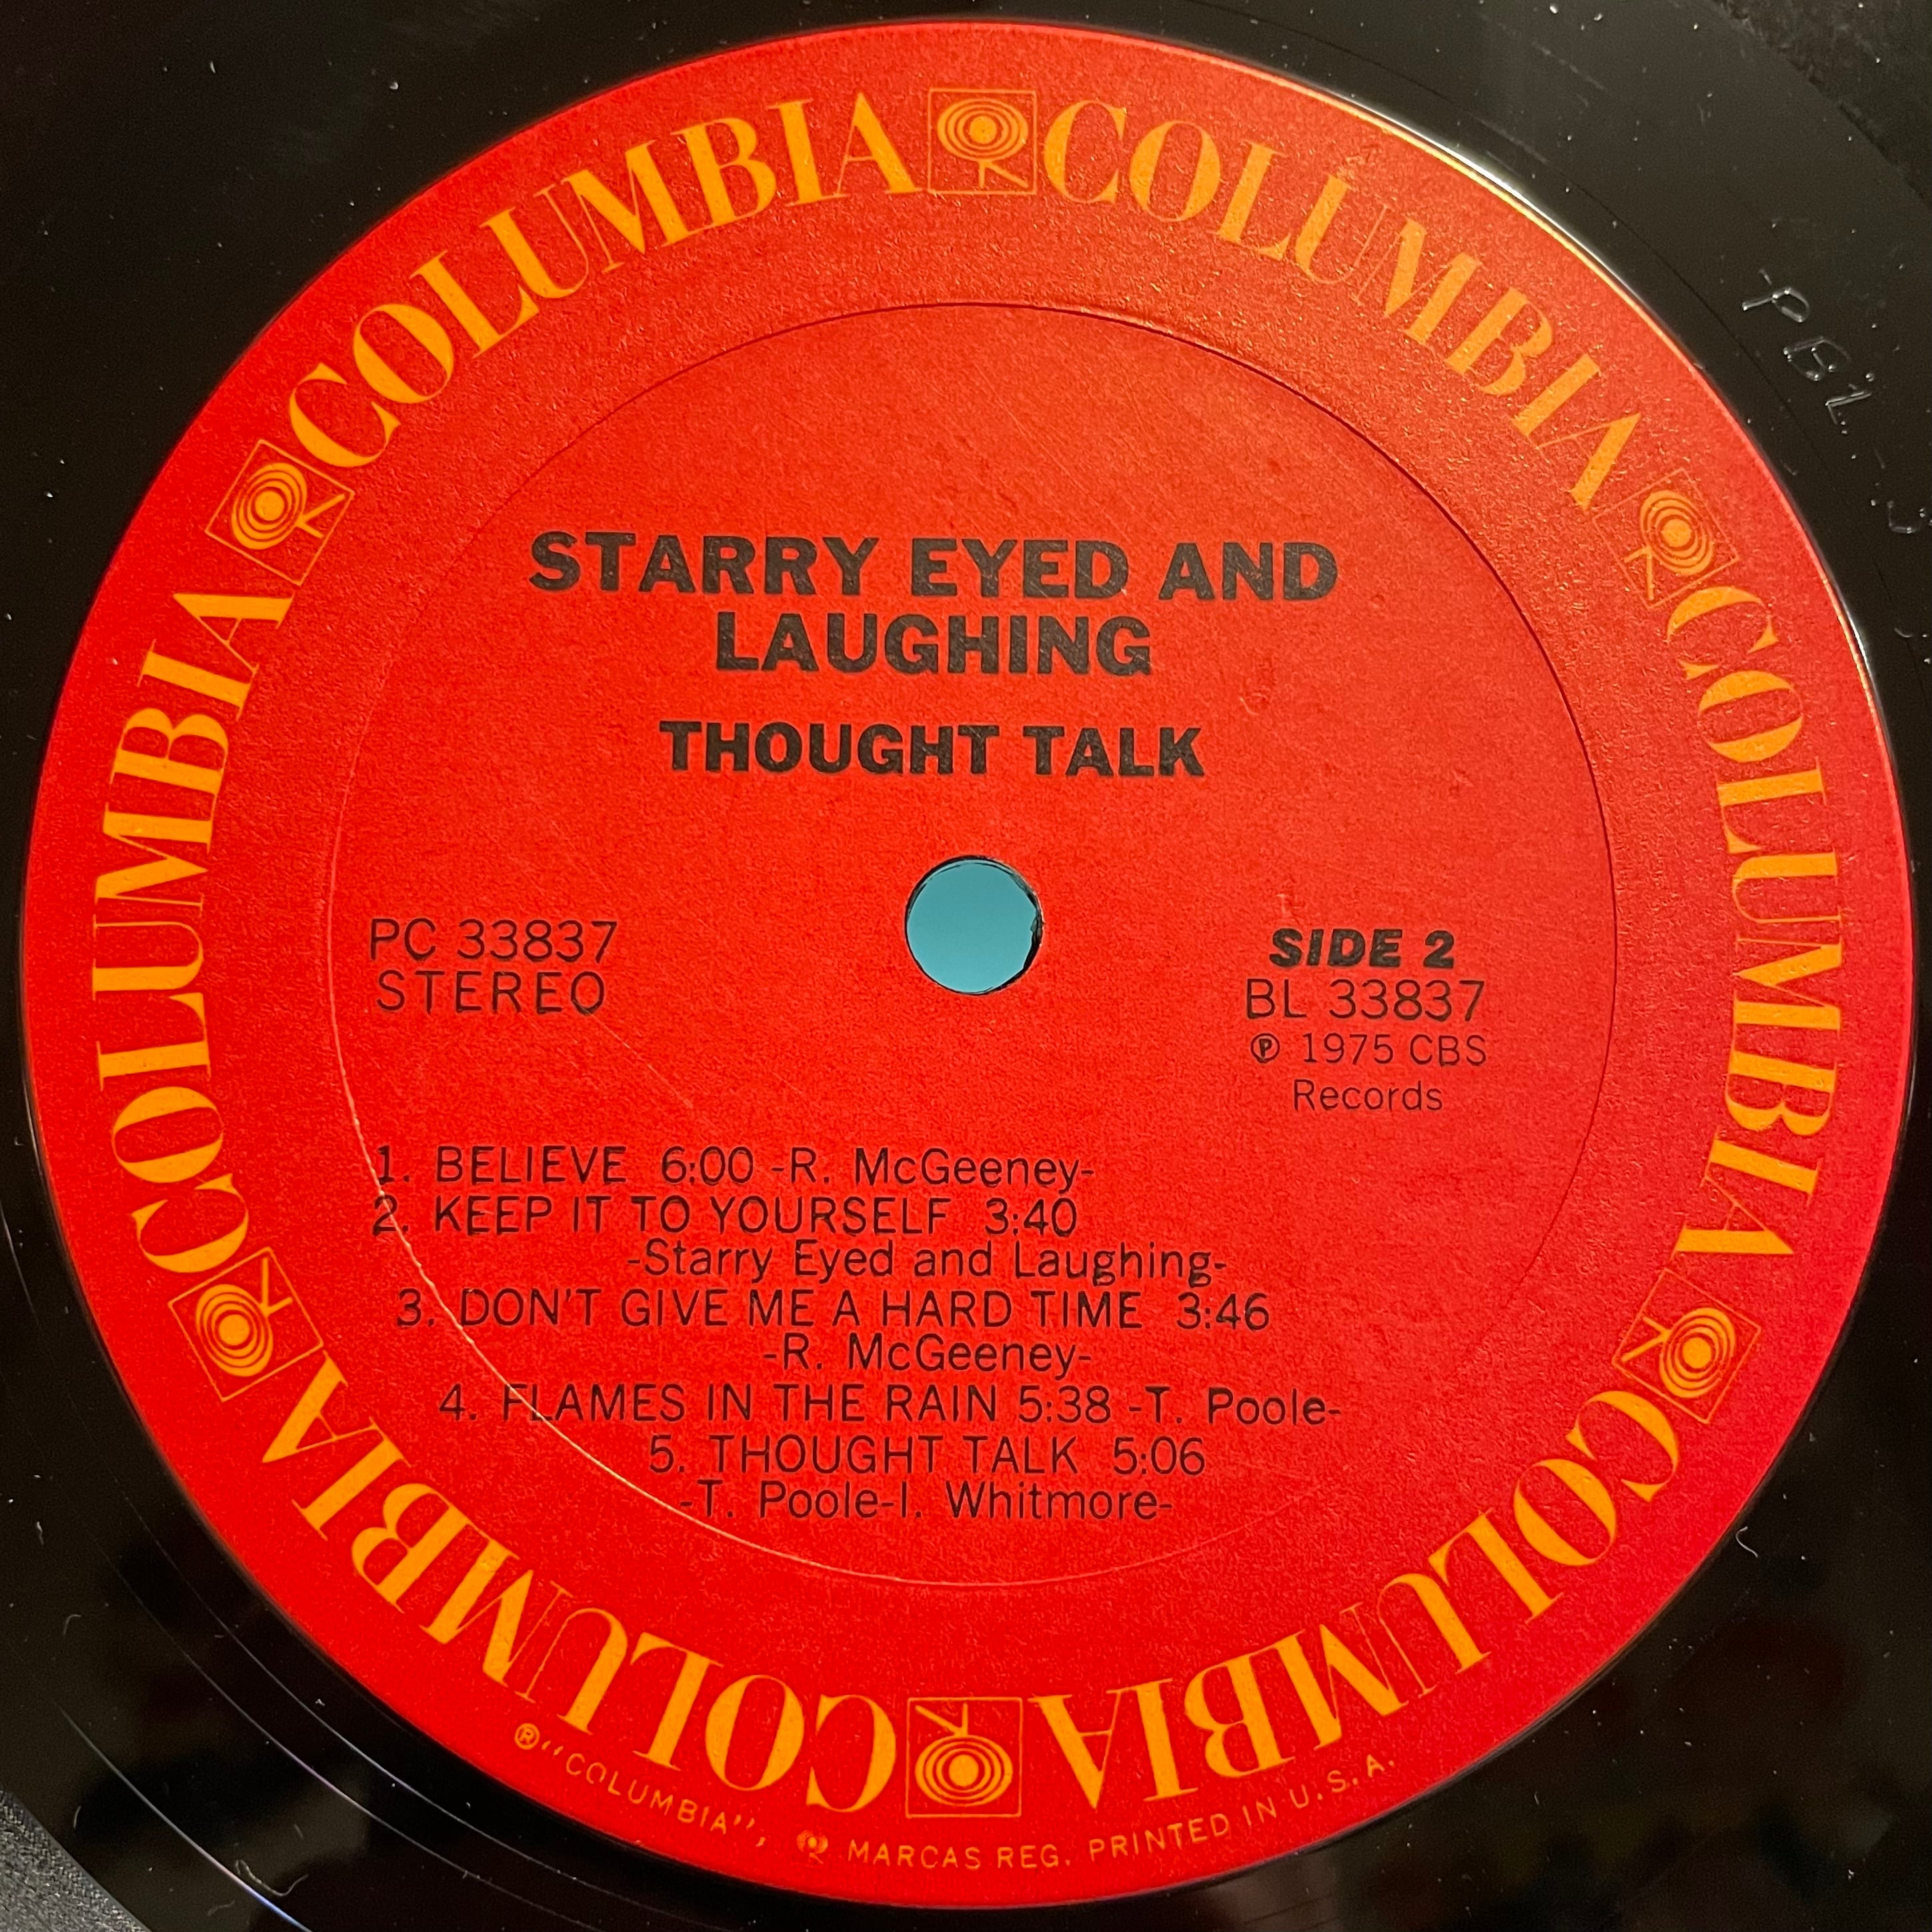 COLUMBIA COLUMBIA COLUMBIA COLUMBIA COLUMBIA COLUMBIA
STARRY EYED AND
LAUGHING
THOUGHT TALK
PC 33837
STEREO
SIDE 2
BL 33837
℗ 1975 CBS
Records
1. BELIEVE 6:00 -R. McGeeney-
2. KEEP IT TO YOURSELF 3:40
-Starry Eyed and Laughing-
3. DON'T GIVE ME A HARD TIME 3:46
-R. McGeeney-
4. FLAMES IN THE RAIN 5:38 -T. Poole-
5. THOUGHT TALK 5:06
-T. Poole-I. Whitmore-
® "COLUMBIA", MARCAS REG. PRINTED IN U.S.A.